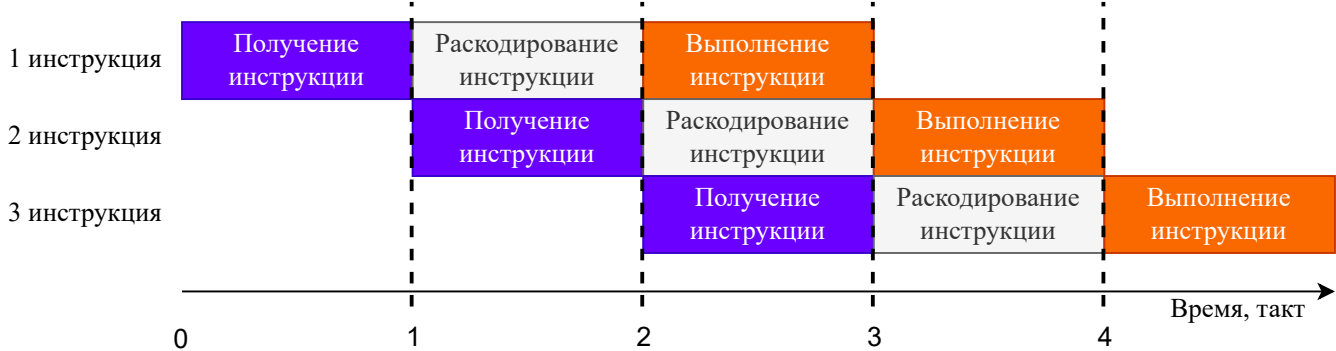 1 инструкция
Получение
инструкции
Раскодирование
инструкции
Выполнение
инструкции
2 инструкция
Получение
инструкции
Раскодирование
инструкции
Выполнение
инструкции
3 инструкция
Получение
инструкции
Раскодирование
инструкции
Выполнение
инструкции
Время, такт
0 1 2 3 4